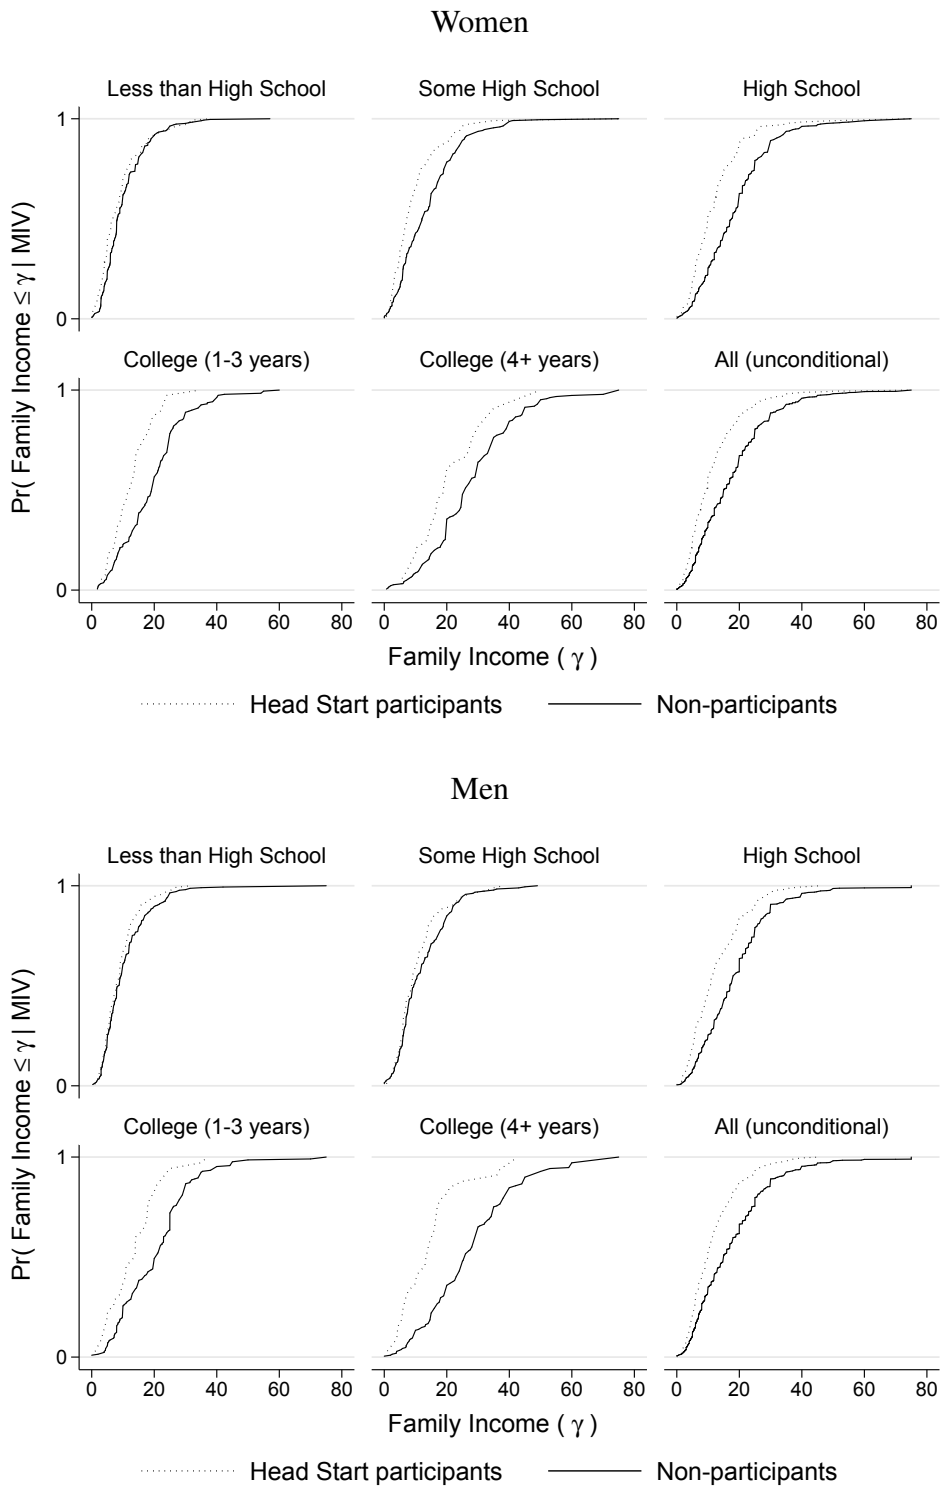 Women
Less than High School
Some High School
High School
Pr( Family Income ≤ γ | MIV)
1
0
College (1-3 years)
College (4+ years)
All (unconditional)
1
0
0 20 40 60 80
0 20 40 60 80
0 20 40 60 80
Family Income ( γ )
Head Start participants
Non-participants
Men
Less than High School
Some High School
High School
Pr( Family Income ≤ γ | MIV)
1
0
College (1-3 years)
College (4+ years)
All (unconditional)
1
0
0 20 40 60 80
0 20 40 60 80
0 20 40 60 80
Family Income ( γ )
Head Start participants
Non-participants